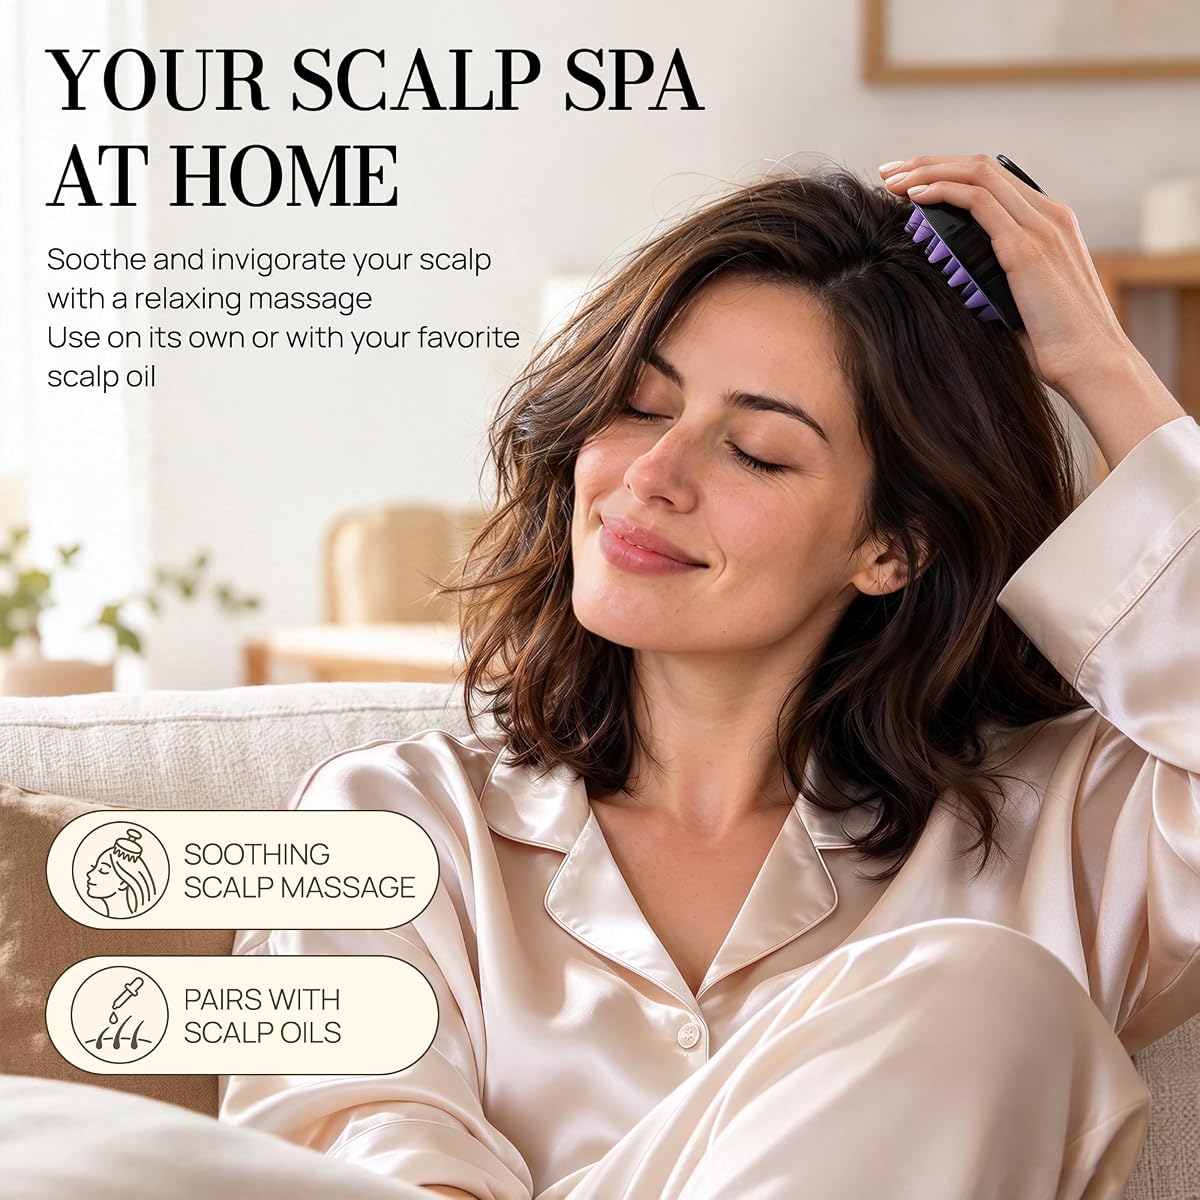 YOUR SCALP SPA
AT HOME
Soothe and invigorate your scalp
with a relaxing massage
Use on its own or with your favorite
scalp oil
SOOTHING
SCALP MASSAGE
PAIRS WITH
SCALP OILS